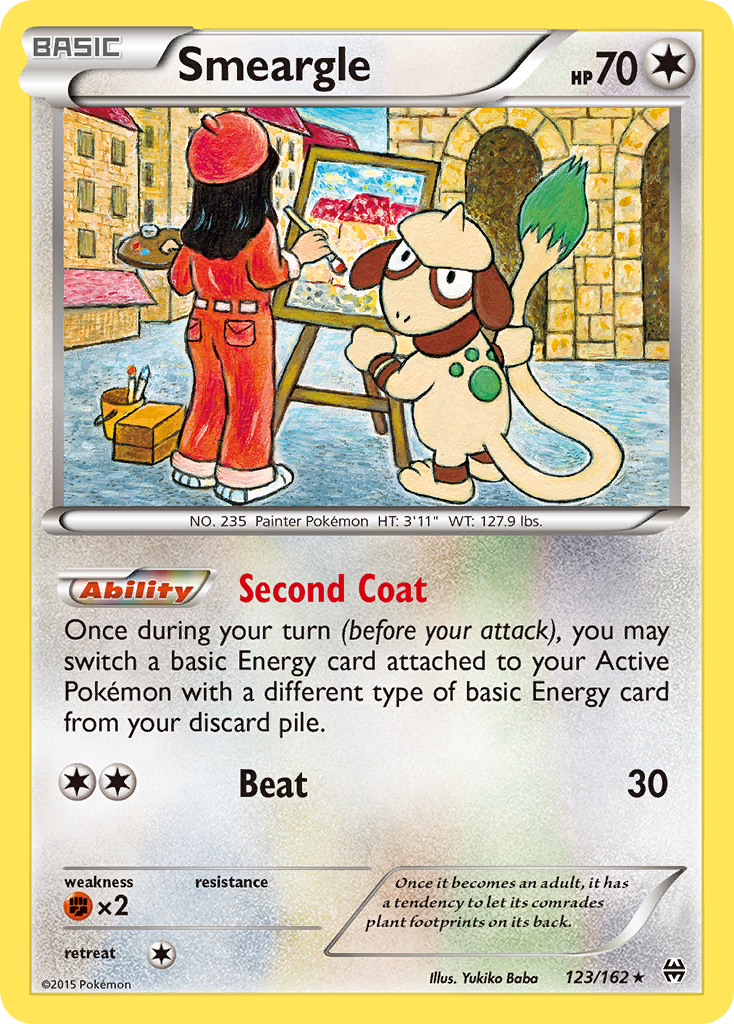 BASIC
Smeargle
HP 70
NO. 235 Painter Pokémon HT: 3'11" WT: 127.9 lbs.
Ability Second Coat
Once during your turn (before your attack), you may
switch a basic Energy card attached to your Active
Pokémon with a different type of basic Energy card
from your discard pile.
Beat 30
weakness resistance
×2
Once it becomes an adult, it has
a tendency to let its comrades
plant footprints on its back.
retreat
©2015 Pokémon
Illus. Yukiko Baba 123/162 ★